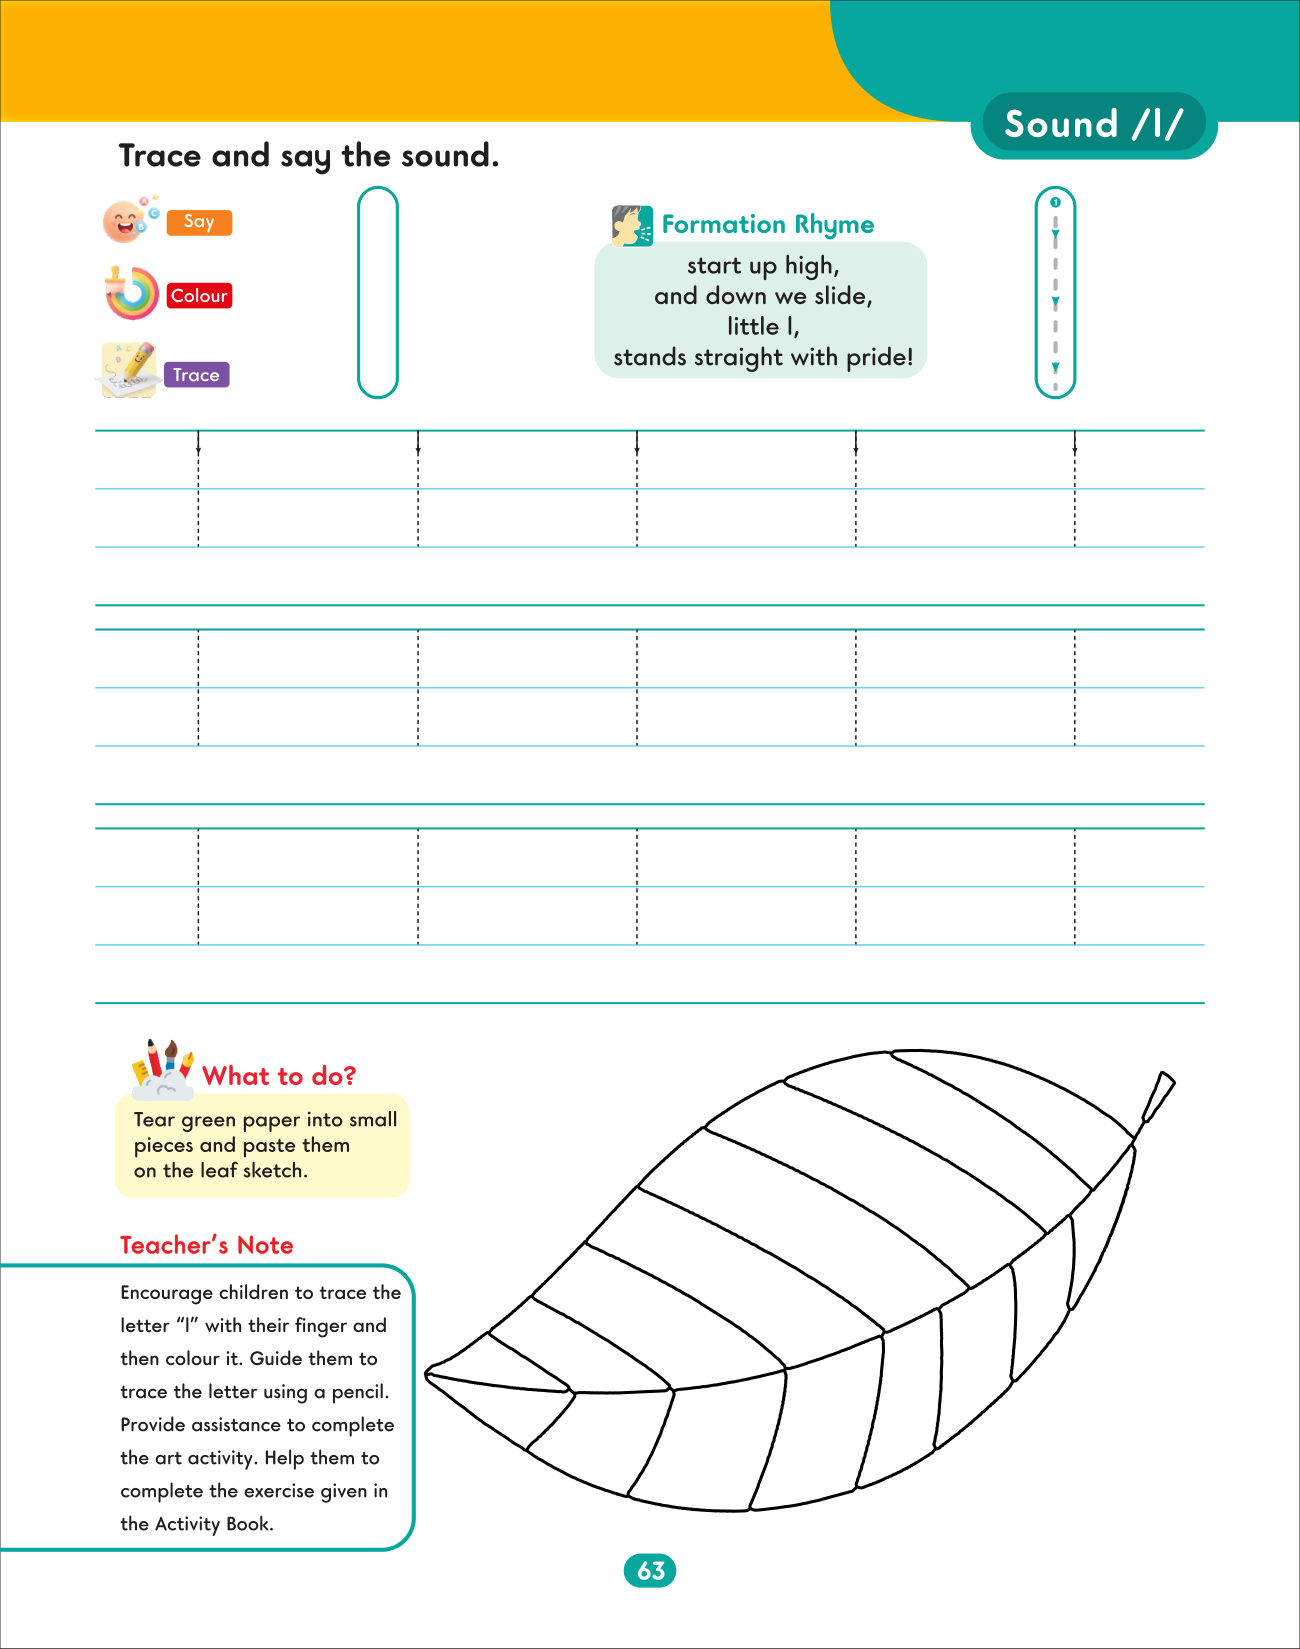 Sound /l/
Trace and say the sound.
Say
Colour
Trace
Formation Rhyme
start up high,
and down we slide,
little l,
stands straight with pride!
1
What to do?
Tear green paper into small
pieces and paste them
on the leaf sketch.
Teacher's Note
Encourage children to trace the
letter “l” with their finger and
then colour it. Guide them to
trace the letter using a pencil.
Provide assistance to complete
the art activity. Help them to
complete the exercise given in
the Activity Book.
63